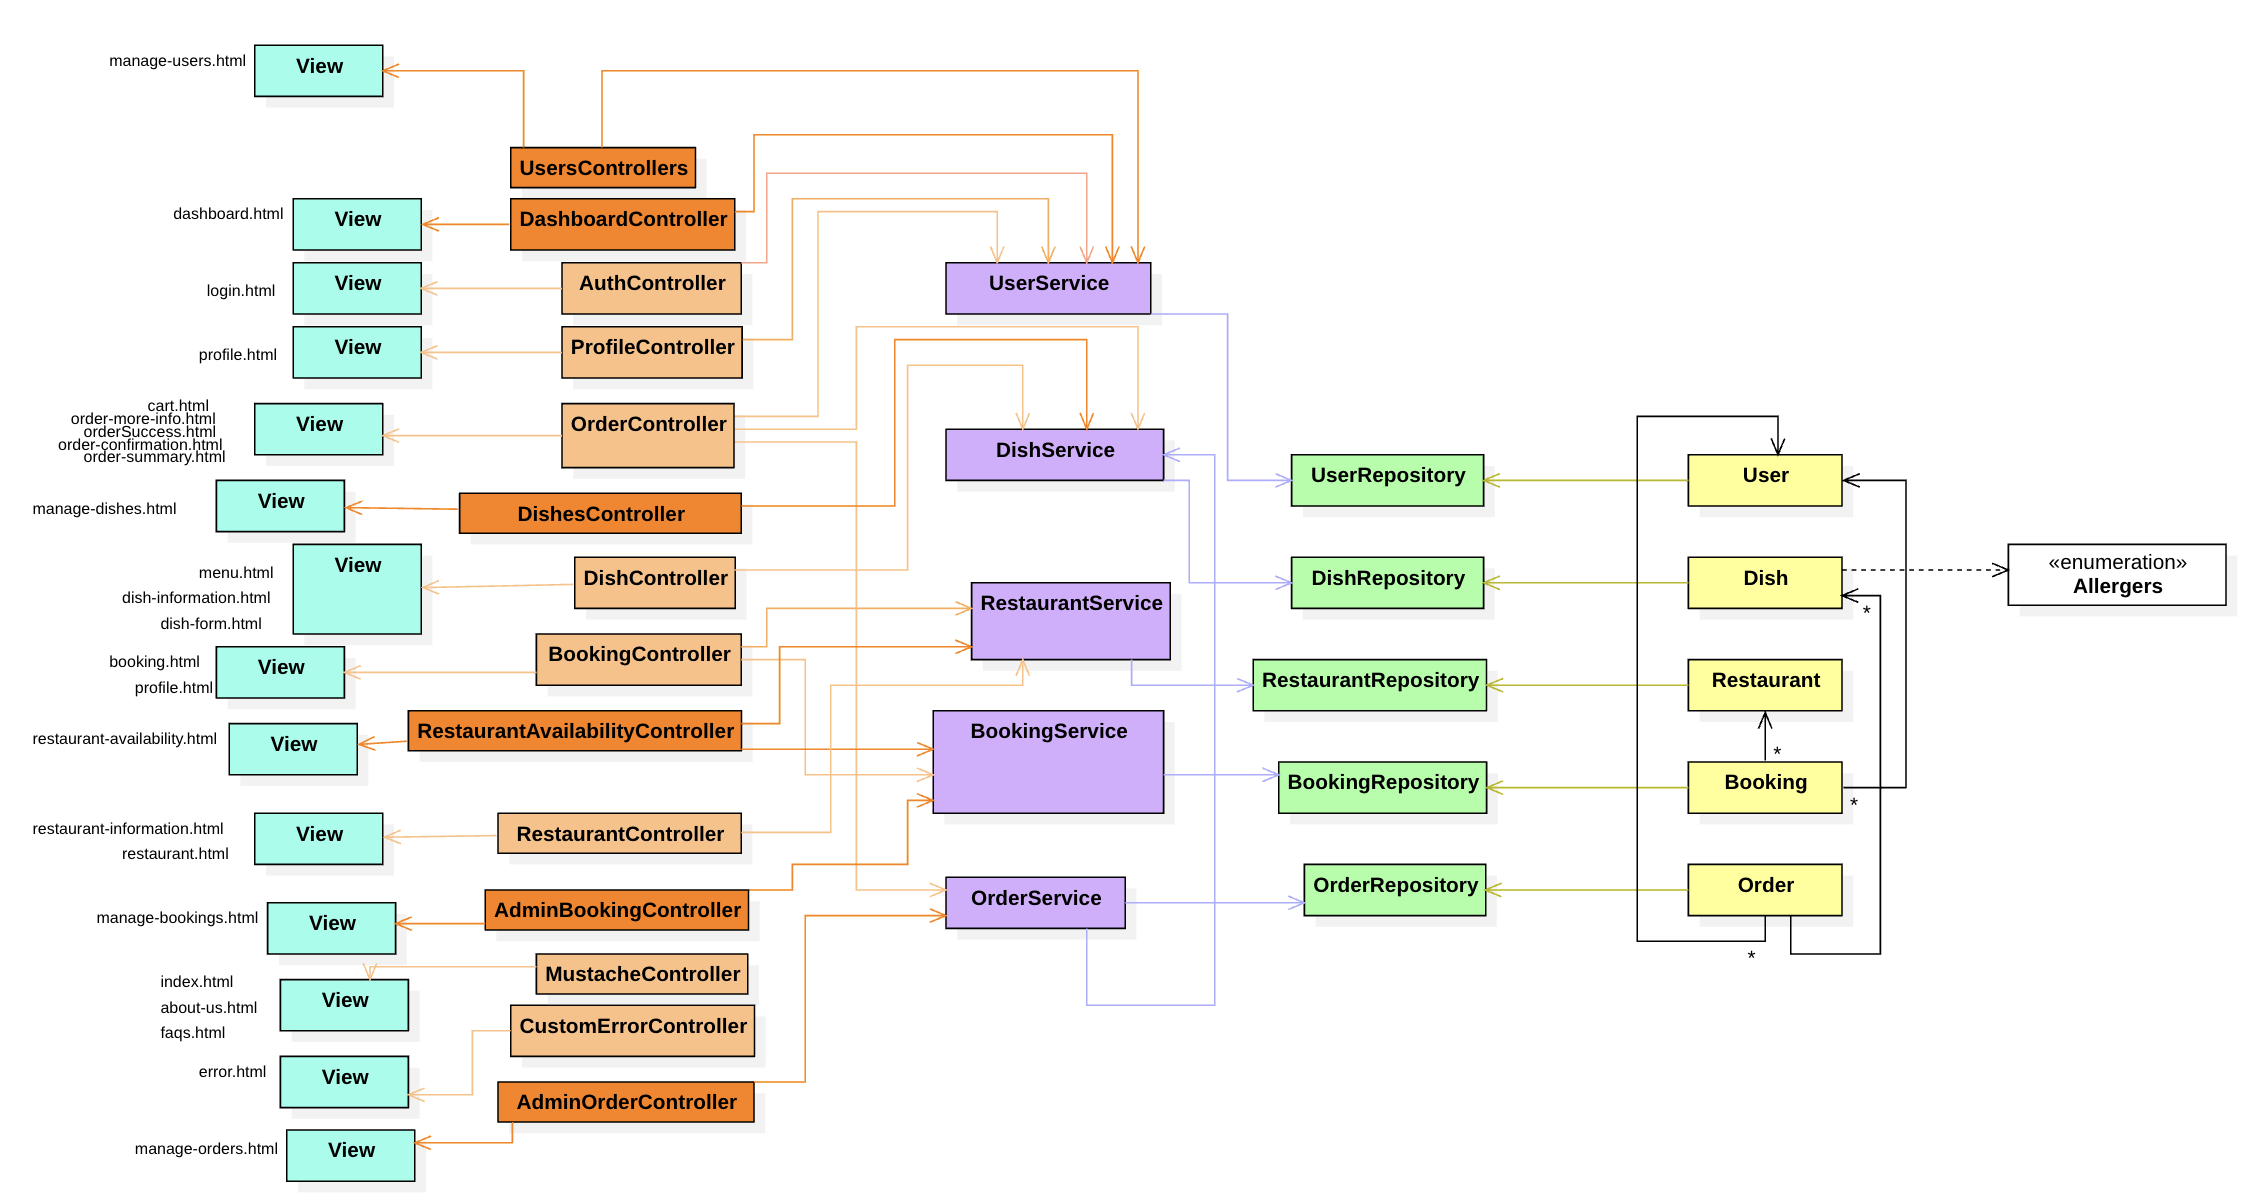 manage-users.html
View
UsersControllers
dashboard.html
View
DashboardController
login.html
View
AuthController
UserService
profile.html
View
ProfileController
cart.html
order-more-info.html
orderSuccess.html
order-confirmation.html
order-summary.html
View
OrderController
DishService
UserRepository
User
manage-dishes.html
View
DishesController
menu.html
dish-information.html
dish-form.html
View
DishController
DishRepository
Dish
*
«enumeration»
Allergers
RestaurantService
booking.html
profile.html
View
BookingController
RestaurantRepository
Restaurant
*
restaurant-availability.html
View
RestaurantAvailabilityController
BookingService
BookingRepository
Booking
*
restaurant-information.html
restaurant.html
View
RestaurantController
OrderService
OrderRepository
Order
*
manage-bookings.html
View
AdminBookingController
index.html
about-us.html
faqs.html
View
MustacheController
CustomErrorController
error.html
View
AdminOrderController
manage-orders.html
View